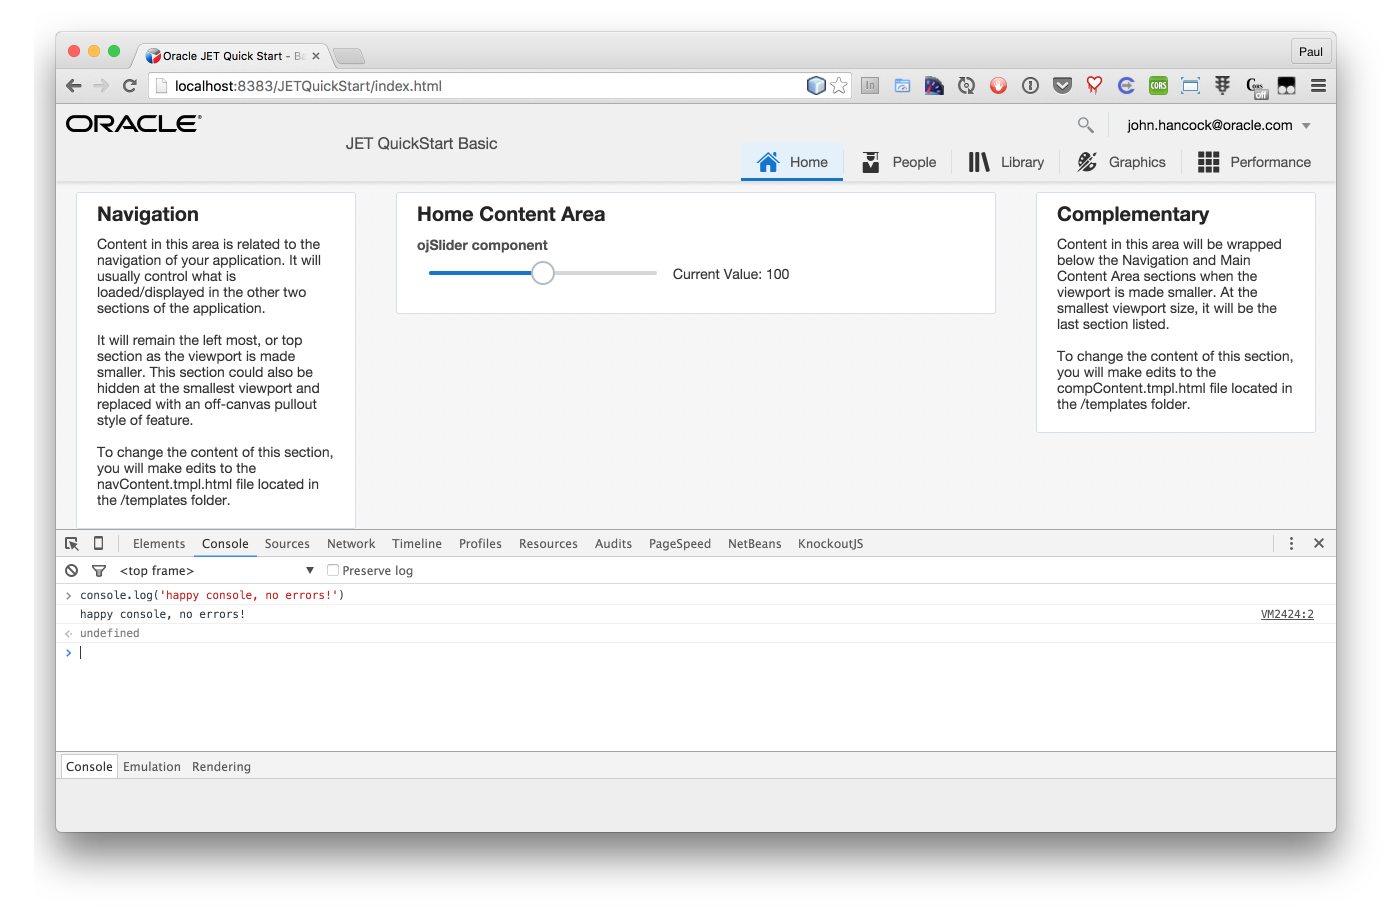 Oracle JET Quick Start - Ba
Paul
localhost:8383/JETQuickStart/index.html
In
CORS
CORS
off
ORACLE®
john.hancock@oracle.com
JET QuickStart Basic
Home
People
Library
Graphics
Performance
Navigation
Content in this area is related to the
navigation of your application. It will
usually control what is
loaded/displayed in the other two
sections of the application.
It will remain the left most, or top
section as the viewport is made
smaller. This section could also be
hidden at the smallest viewport and
replaced with an off-canvas pullout
style of feature.
To change the content of this section,
you will make edits to the
navContent.tmpl.html file located in
the /templates folder.
Home Content Area
ojSlider component
Current Value: 100
Complementary
Content in this area will be wrapped
below the Navigation and Main
Content Area sections when the
viewport is made smaller. At the
smallest viewport size, it will be the
last section listed.
To change the content of this section,
you will make edits to the
compContent.tmpl.html file located in
the /templates folder.
Elements Console Sources Network Timeline Profiles Resources Audits PageSpeed NetBeans KnockoutJS
<top frame> ▼ Preserve log
> console.log('happy console, no errors!')
happy console, no errors! VM2424:2
undefined
>
Console Emulation Rendering